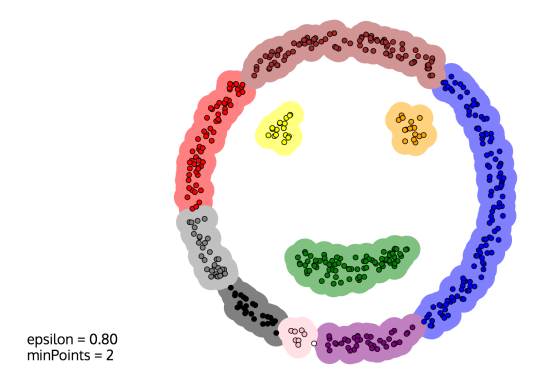 epsilon = 0.80
minPoints = 2